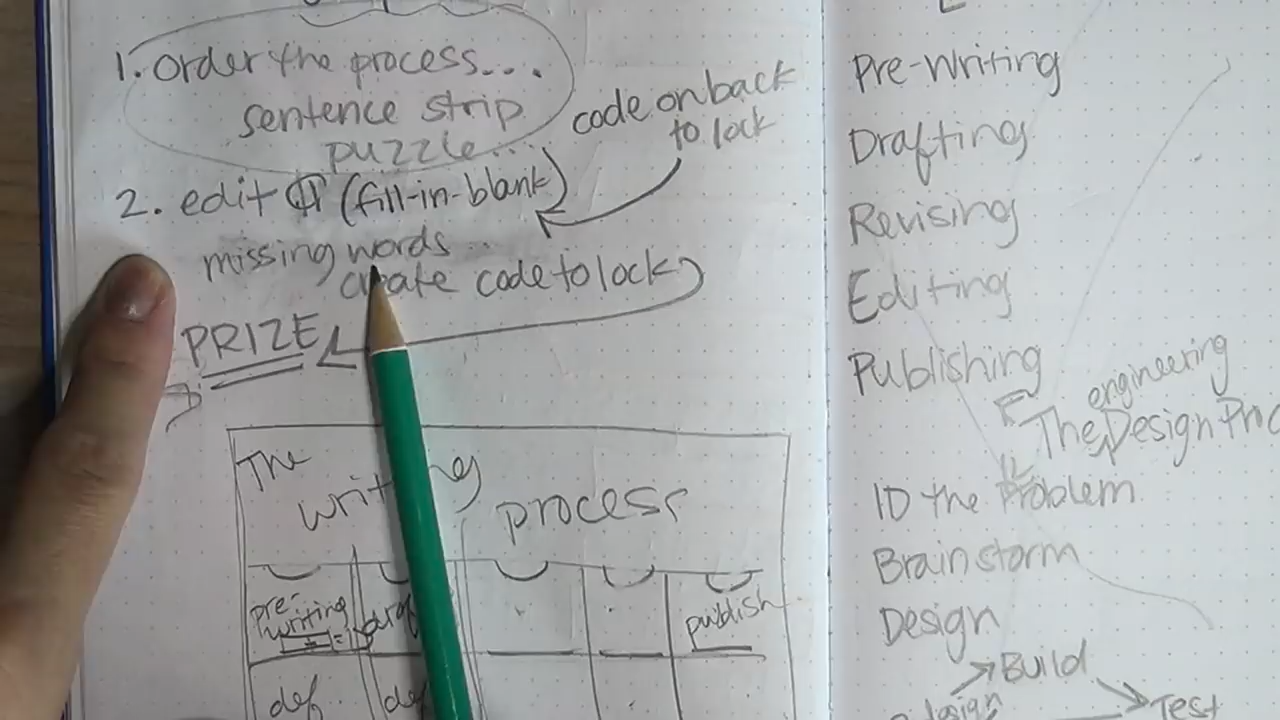 1. order the process....
sentence strip
puzzle...
code on back
to lock
2. edit ¶ (fill-in-blank)
missing words
create code to lock
PRIZE
The
writing process
pre-writing
publish
def
Pre-Writing
Drafting
Revising
Editing
Publishing
engineering
The Design
ID the Problem
Brainstorm
Design
Build
Test